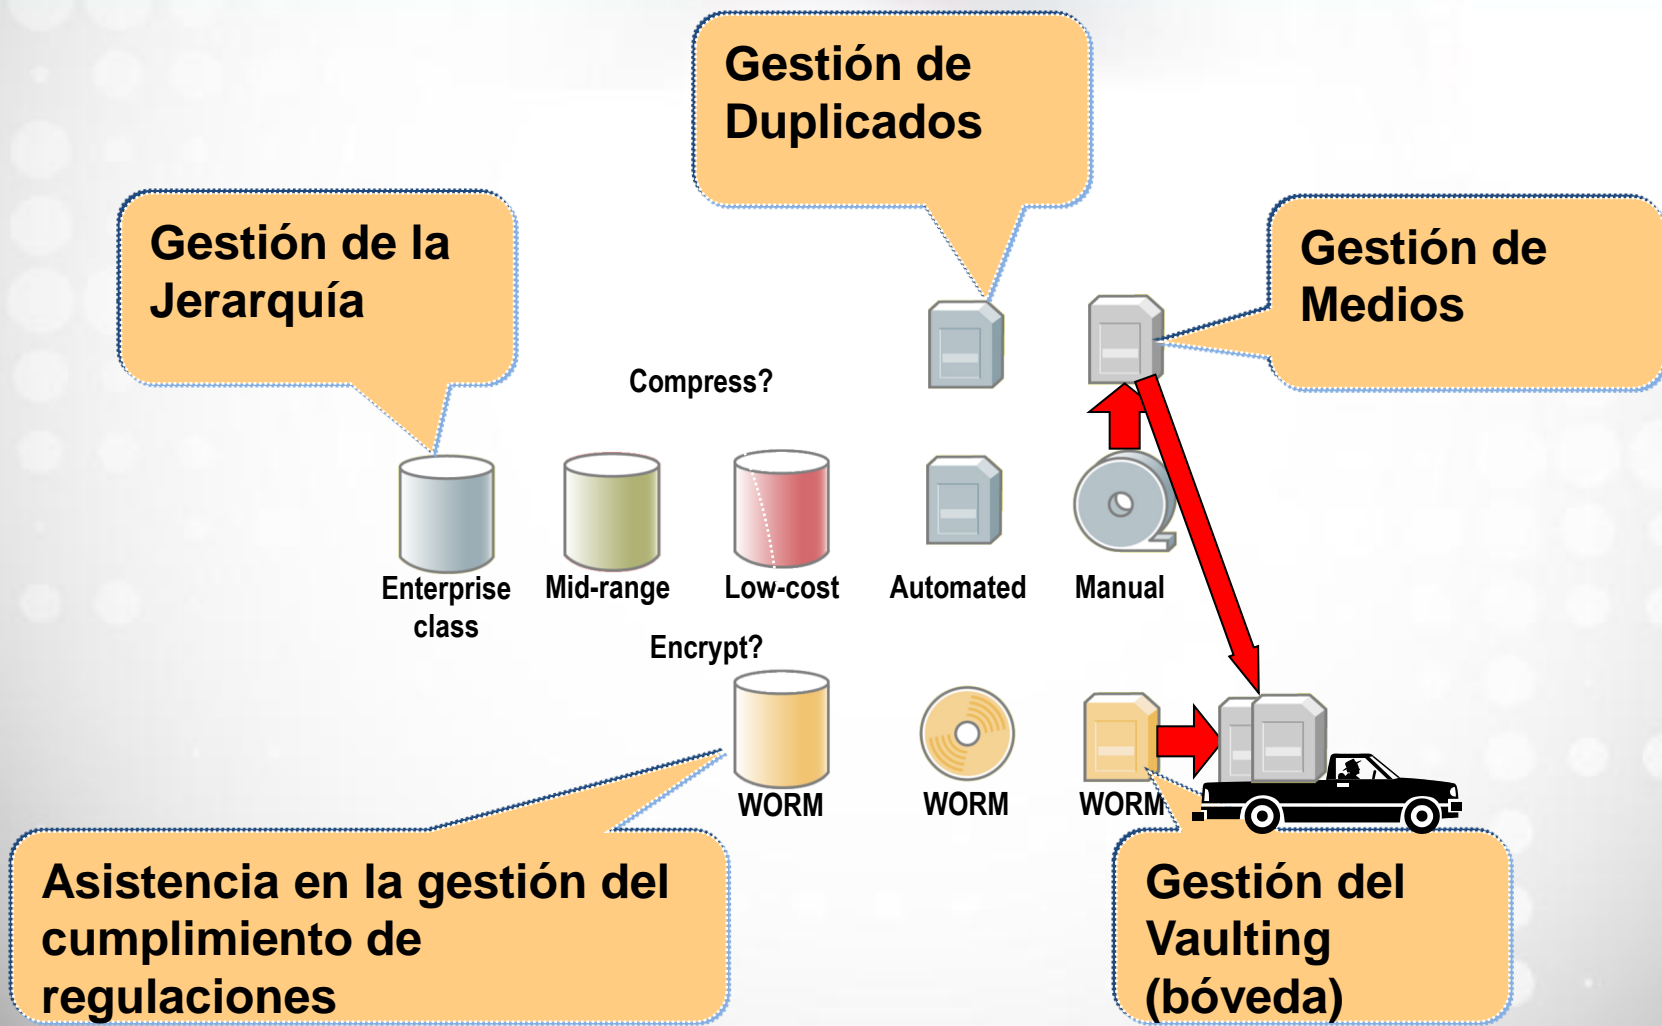 Gestión de
Duplicados
Gestión de la
Jerarquía
Gestión de
Medios
Compress?
Enterprise
class
Mid-range
Low-cost
Automated
Manual
Encrypt?
WORM
WORM
WORM
Asistencia en la gestión del
cumplimiento de
regulaciones
Gestión del
Vaulting
(bóveda)